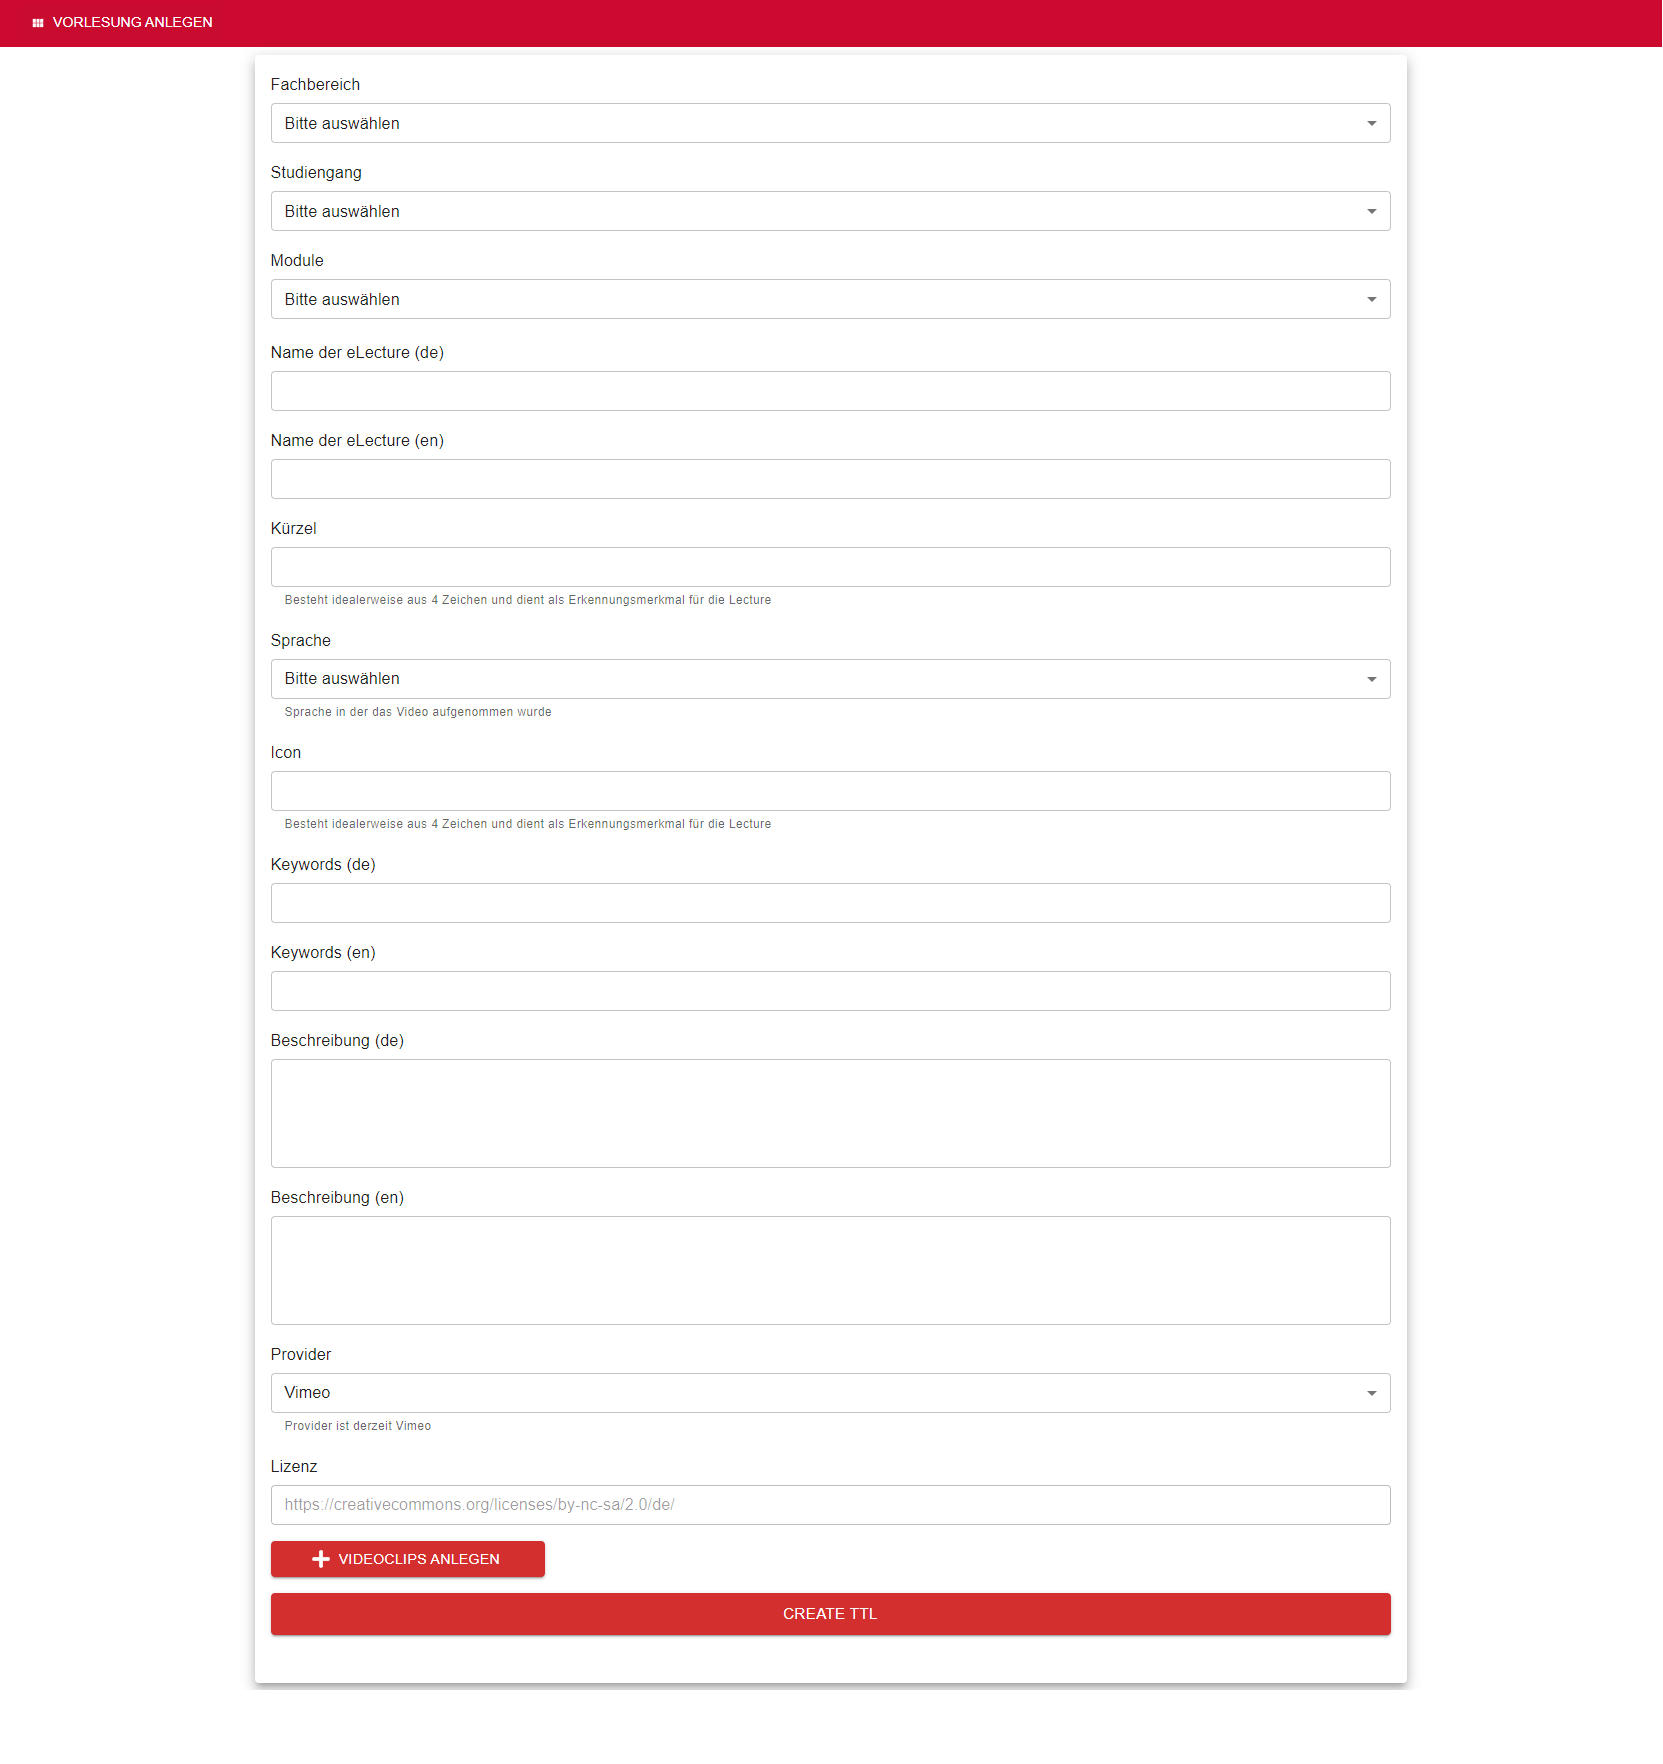 VORLESUNG ANLEGEN
Fachbereich
Bitte auswählen
Studiengang
Bitte auswählen
Module
Bitte auswählen
Name der eLecture (de)
Name der eLecture (en)
Kürzel
Besteht idealerweise aus 4 Zeichen und dient als Erkennungsmerkmal für die Lecture
Sprache
Bitte auswählen
Sprache in der das Video aufgenommen wurde
Icon
Besteht idealerweise aus 4 Zeichen und dient als Erkennungsmerkmal für die Lecture
Keywords (de)
Keywords (en)
Beschreibung (de)
Beschreibung (en)
Provider
Vimeo
Provider ist derzeit Vimeo
Lizenz
https://creativecommons.org/licenses/by-nc-sa/2.0/de/
VIDEOCLIPS ANLEGEN
CREATE TTL